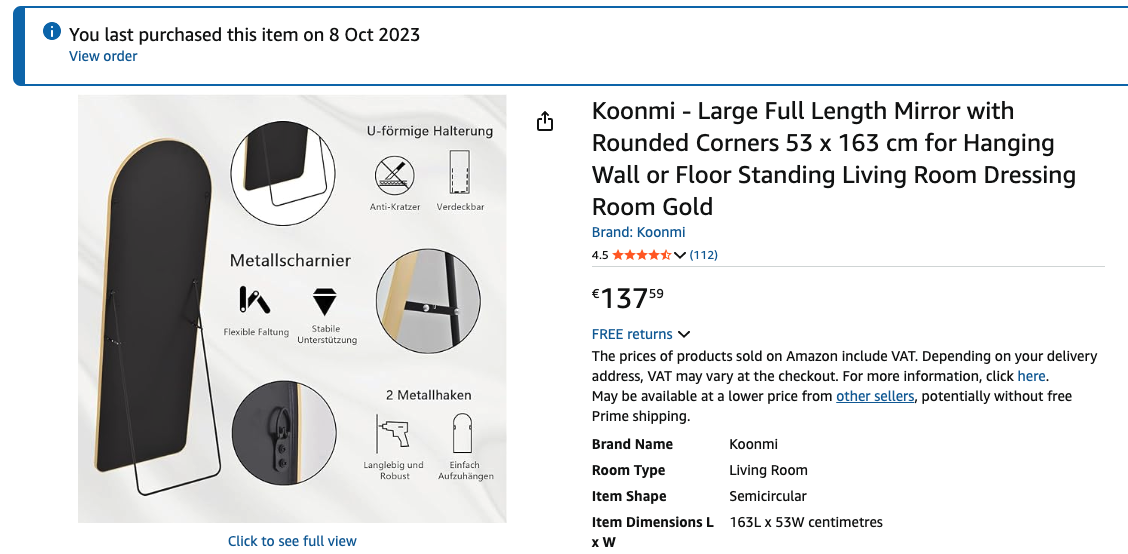 You last purchased this item on 8 Oct 2023
View order
U-förmige Halterung
Anti-Kratzer
Verdeckbar
Metallscharnier
Flexible Faltung
Stabile
Unterstützung
2 Metallhaken
Langlebig und
Robust
Einfach
Aufzuhängen
Click to see full view
Koonmi - Large Full Length Mirror with
Rounded Corners 53 x 163 cm for Hanging
Wall or Floor Standing Living Room Dressing
Room Gold
Brand: Koonmi
4.5 (112)
€13759
FREE returns
The prices of products sold on Amazon include VAT. Depending on your delivery
address, VAT may vary at the checkout. For more information, click here.
May be available at a lower price from other sellers, potentially without free
Prime shipping.
Brand Name Koonmi
Room Type Living Room
Item Shape Semicircular
Item Dimensions L 163L x 53W centimetres
x W